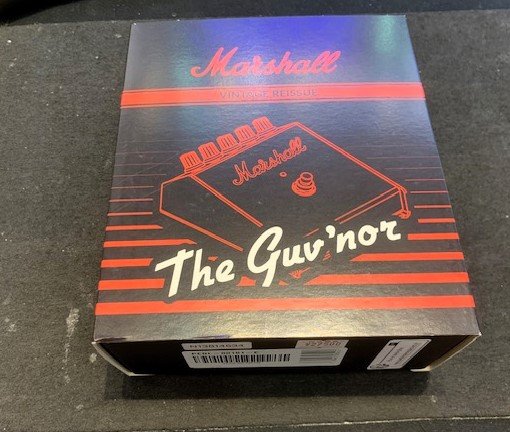 Marshall
VINTAGE REISSUE
Marshall
The Guv'nor